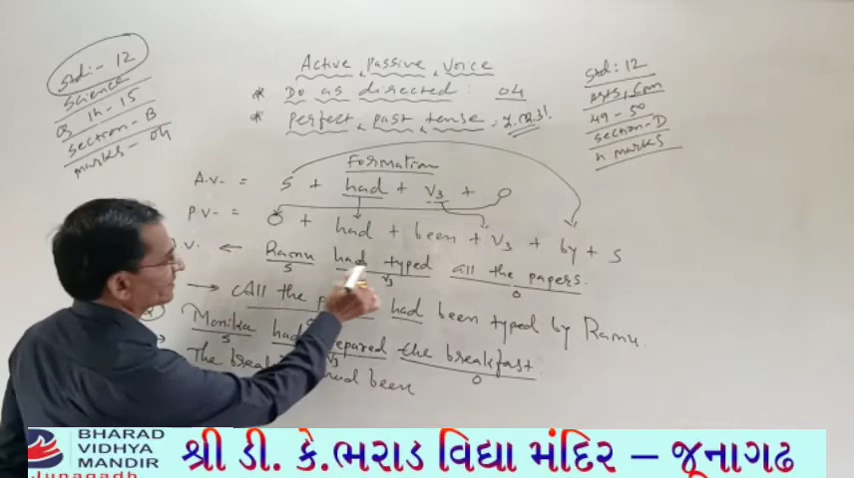 Std:- 12
Science
Q 14-15
Section-B
marks-04
Active, Passive, Voice
* Do as directed: 04
* Perfect, past tense:
Std: 12
Arts, Com
49-50
Section-D
4 marks
Formation
A.V- = S + had + V3 + O
P.V- = O + had + been + V3 + by + S
V. ← Ramu had typed all the papers.
S V3 O
→ All the had been typed by Ramu.
Monika had the breakfast.
S V3 O
The had been
BHARAD
VIDHYA
MANDIR
Junagadh
શ્રી ડી. કે.ભરાડ વિદ્યા મંદિર – જૂનાગઢ